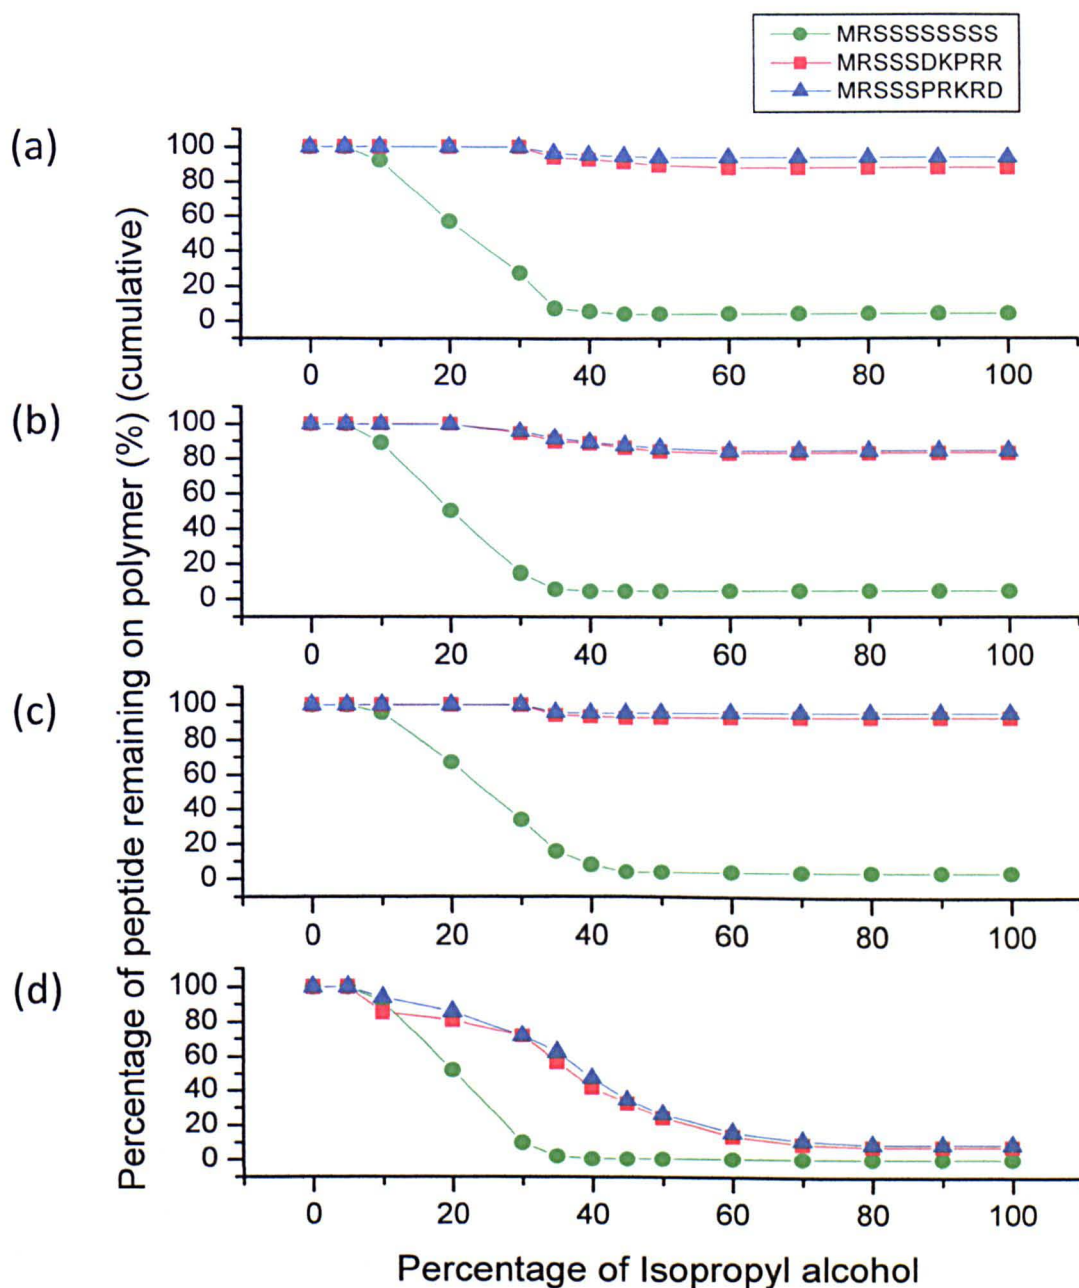 MRSSSSSSSS
MRSSSDKPRR
MRSSSPRKRD
(a)
100
80
60
40
20
0
0 20 40 60 80 100
(b)
100
80
60
40
20
0
0 20 40 60 80 100
(c)
100
80
60
40
20
0
0 20 40 60 80 100
(d)
100
80
60
40
20
0
0 20 40 60 80 100
Percentage of peptide remaining on polymer (%) (cumulative)
Percentage of Isopropyl alcohol